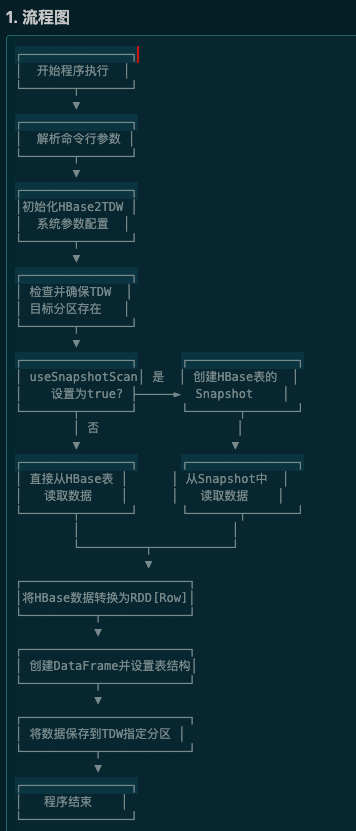 1. 流程图
开始程序执行
解析命令行参数
初始化HBase2TDW
系统参数配置
检查并确保TDW
目标分区存在
useSnapshotScan 是 创建HBase表的
设置为true? Snapshot
否
直接从HBase表 从Snapshot中
读取数据 读取数据
将HBase数据转换为RDD[Row]
创建DataFrame并设置表结构
将数据保存到TDW指定分区
程序结束